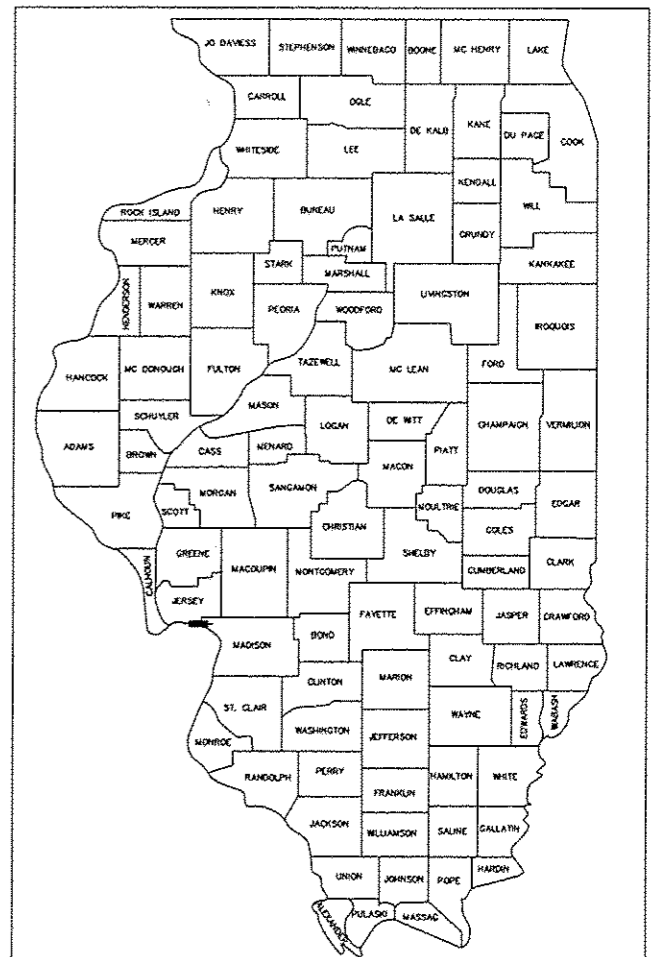 JO DAVIESS
STEPHENSON
WINNEBAGO
BOONE
MC HENRY
LAKE
CARROLL
OGLE
DE KALB
KANE
DU PAGE
COOK
WHITESIDE
LEE
KENDALL
WILL
ROCK ISLAND
HENRY
BUREAU
LA SALLE
GRUNDY
MERCER
PUTNAM
KANKAKEE
STARK
MARSHALL
HENDERSON
WARREN
KNOX
PEORIA
WOODFORD
LIVINGSTON
IROQUOIS
HANCOCK
MC DONOUGH
FULTON
TAZEWELL
MC LEAN
FORD
MASON
SCHUYLER
LOGAN
DE WITT
CHAMPAIGN
VERMILION
ADAMS
BROWN
CASS
MENARD
MACON
PIATT
PIKE
SCOTT
MORGAN
SANGAMON
CHRISTIAN
MOULTRIE
DOUGLAS
EDGAR
COLES
GREENE
MACOUPIN
MONTGOMERY
SHELBY
CUMBERLAND
CLARK
CALHOUN
JERSEY
FAYETTE
EFFINGHAM
JASPER
CRAWFORD
MADISON
BOND
CLAY
RICHLAND
LAWRENCE
CLINTON
MARION
ST. CLAIR
WAYNE
EDWARDS
WABASH
WASHINGTON
JEFFERSON
MONROE
RANDOLPH
PERRY
HAMILTON
WHITE
FRANKLIN
JACKSON
WILLIAMSON
SALINE
GALLATIN
UNION
JOHNSON
POPE
HARDIN
ALEXANDER
PULASKI
MASSAC